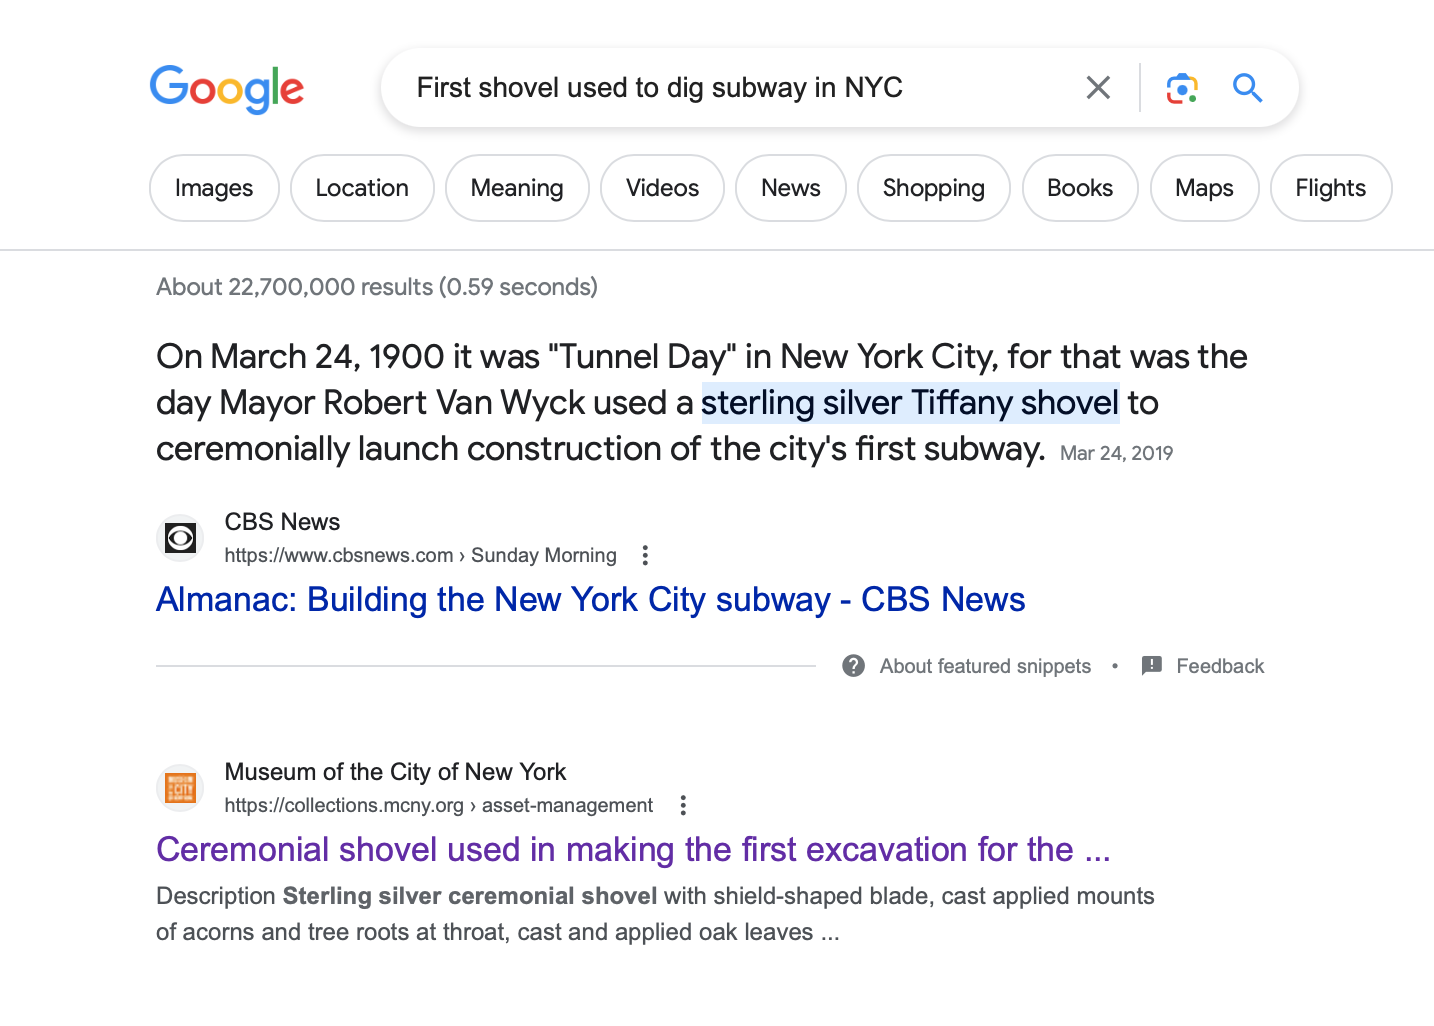 Google
First shovel used to dig subway in NYC
Images Location Meaning Videos News Shopping Books Maps Flights
About 22,700,000 results (0.59 seconds)
On March 24, 1900 it was "Tunnel Day" in New York City, for that was the
day Mayor Robert Van Wyck used a sterling silver Tiffany shovel to
ceremonially launch construction of the city's first subway. Mar 24, 2019
CBS News
https://www.cbsnews.com › Sunday Morning
Almanac: Building the New York City subway - CBS News
About featured snippets • Feedback
Museum of the City of New York
https://collections.mcny.org › asset-management
Ceremonial shovel used in making the first excavation for the ...
Description Sterling silver ceremonial shovel with shield-shaped blade, cast applied mounts
of acorns and tree roots at throat, cast and applied oak leaves ...